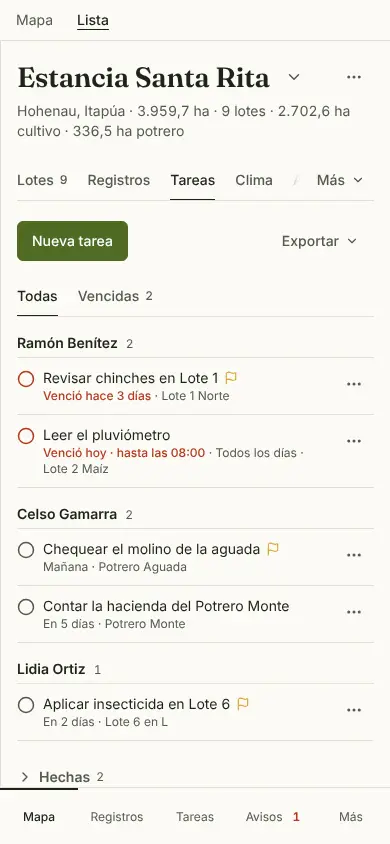 Mapa Lista
Estancia Santa Rita
Hohenau, Itapúa · 3.959,7 ha · 9 lotes · 2.702,6 ha
cultivo · 336,5 ha potrero
Lotes 9 Registros Tareas Clima Más
Nueva tarea Exportar
Todas Vencidas 2
Ramón Benítez 2
Revisar chinches en Lote 1
Venció hace 3 días · Lote 1 Norte
Leer el pluviómetro
Venció hoy · hasta las 08:00 · Todos los días ·
Lote 2 Maíz
Celso Gamarra 2
Chequear el molino de la aguada
Mañana · Potrero Aguada
Contar la hacienda del Potrero Monte
En 5 días · Potrero Monte
Lidia Ortiz 1
Aplicar insecticida en Lote 6
En 2 días · Lote 6 en L
Hechas 2
Mapa Registros Tareas Avisos 1 Más